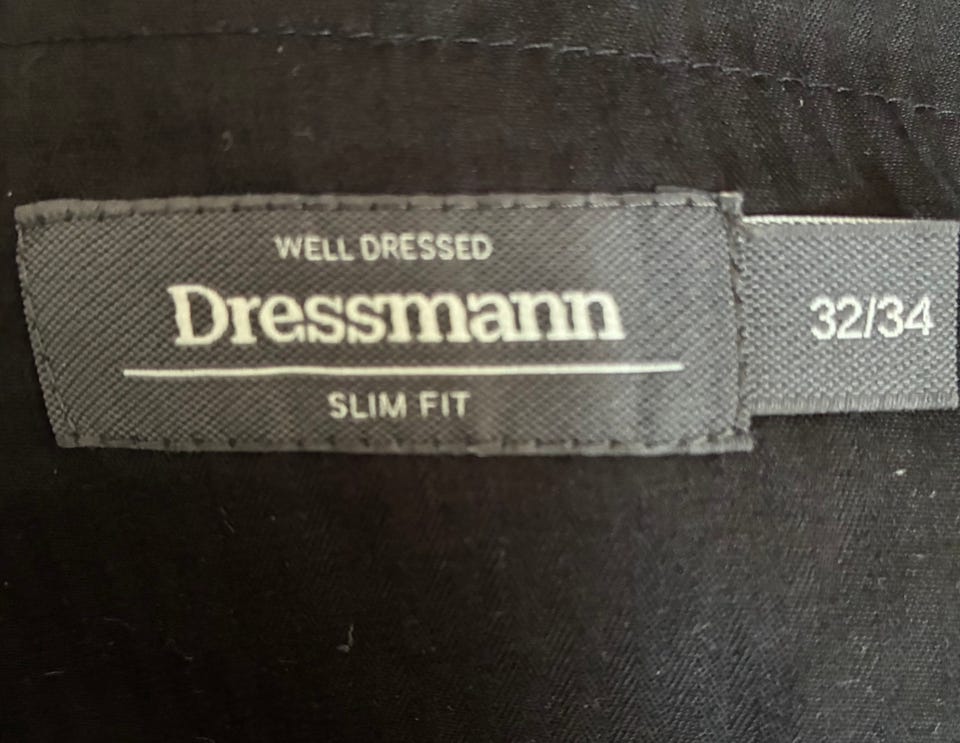 WELL DRESSED
Dressmann
SLIM FIT
32/34